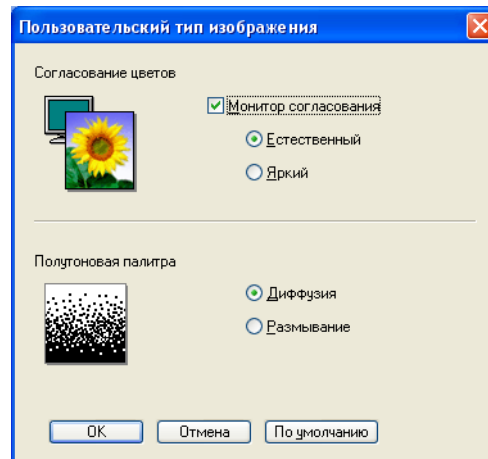 Пользовательский тип изображения
Согласование цветов
Монитор согласования
Естественный
Яркий
Полутоновая палитра
Диффузия
Размывание
OK Отмена По умолчанию